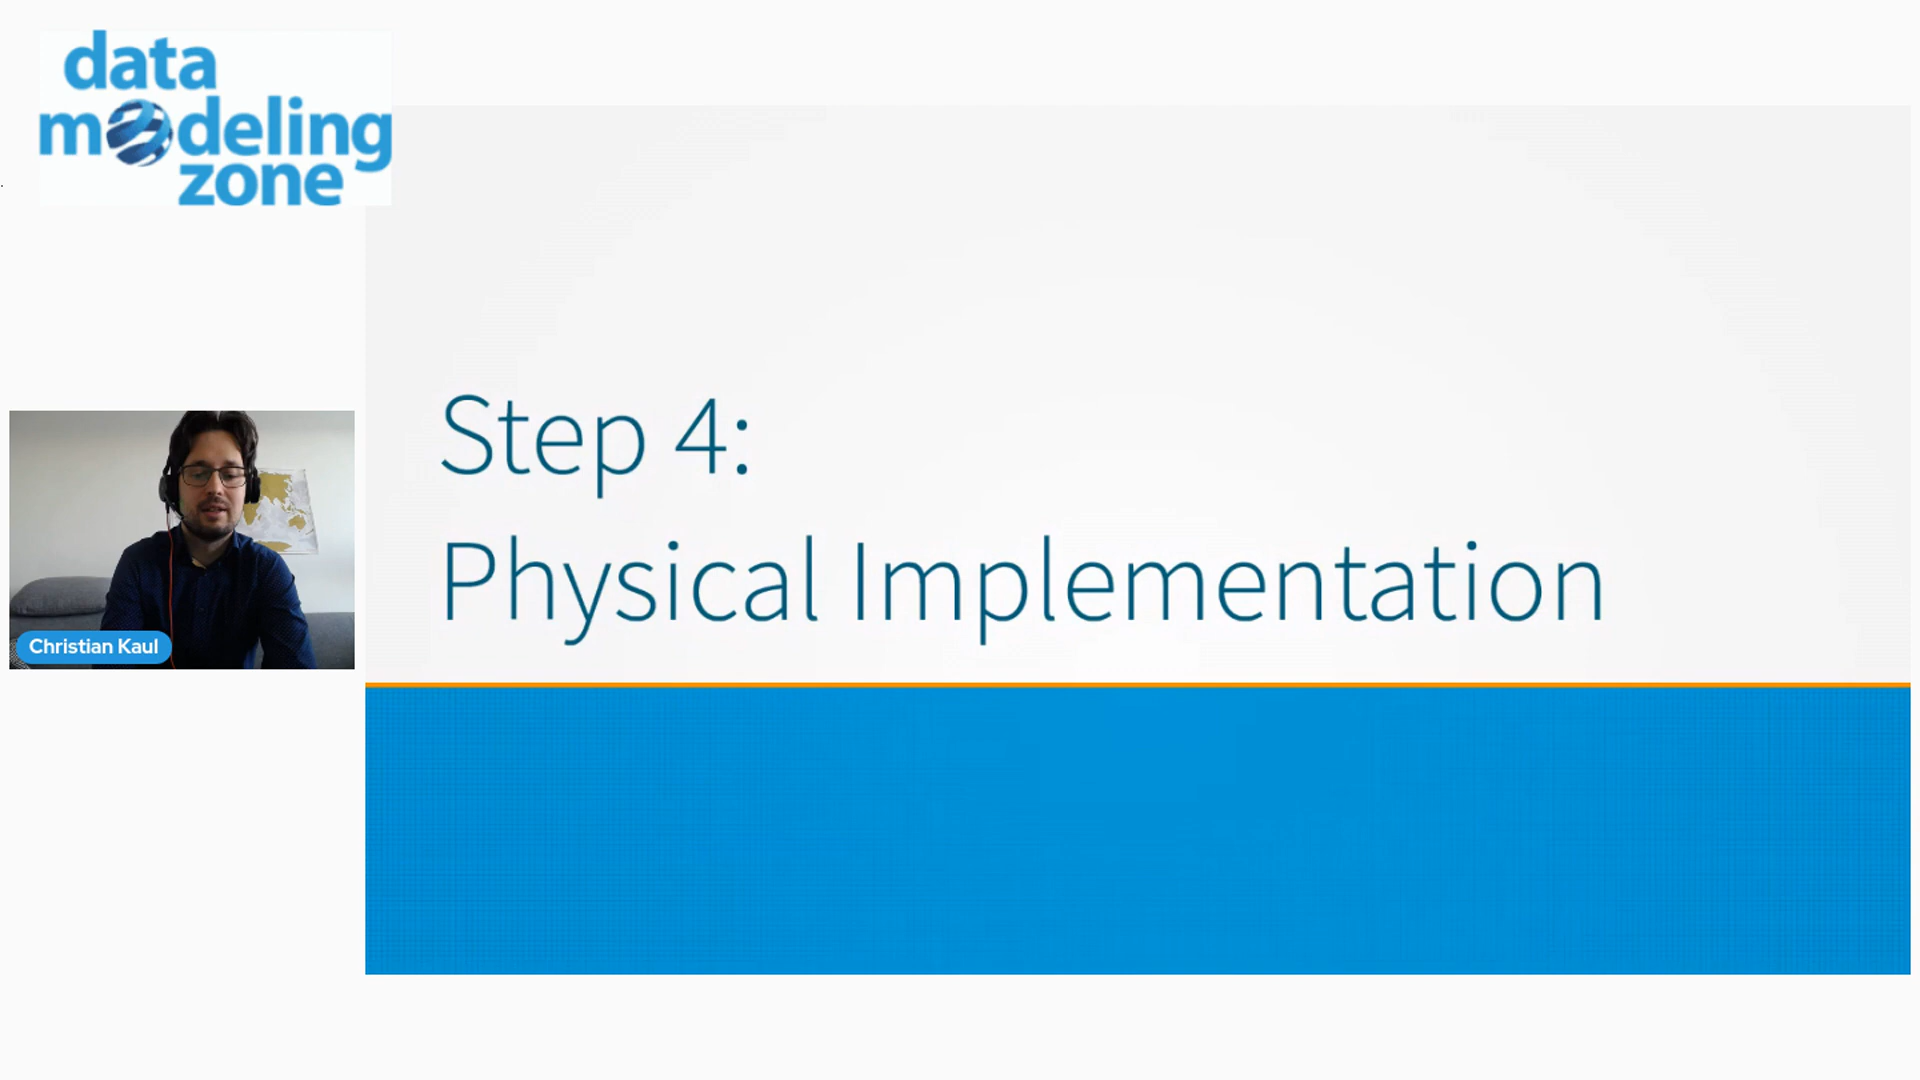 data
modeling
zone
Christian Kaul
Step 4:
Physical Implementation